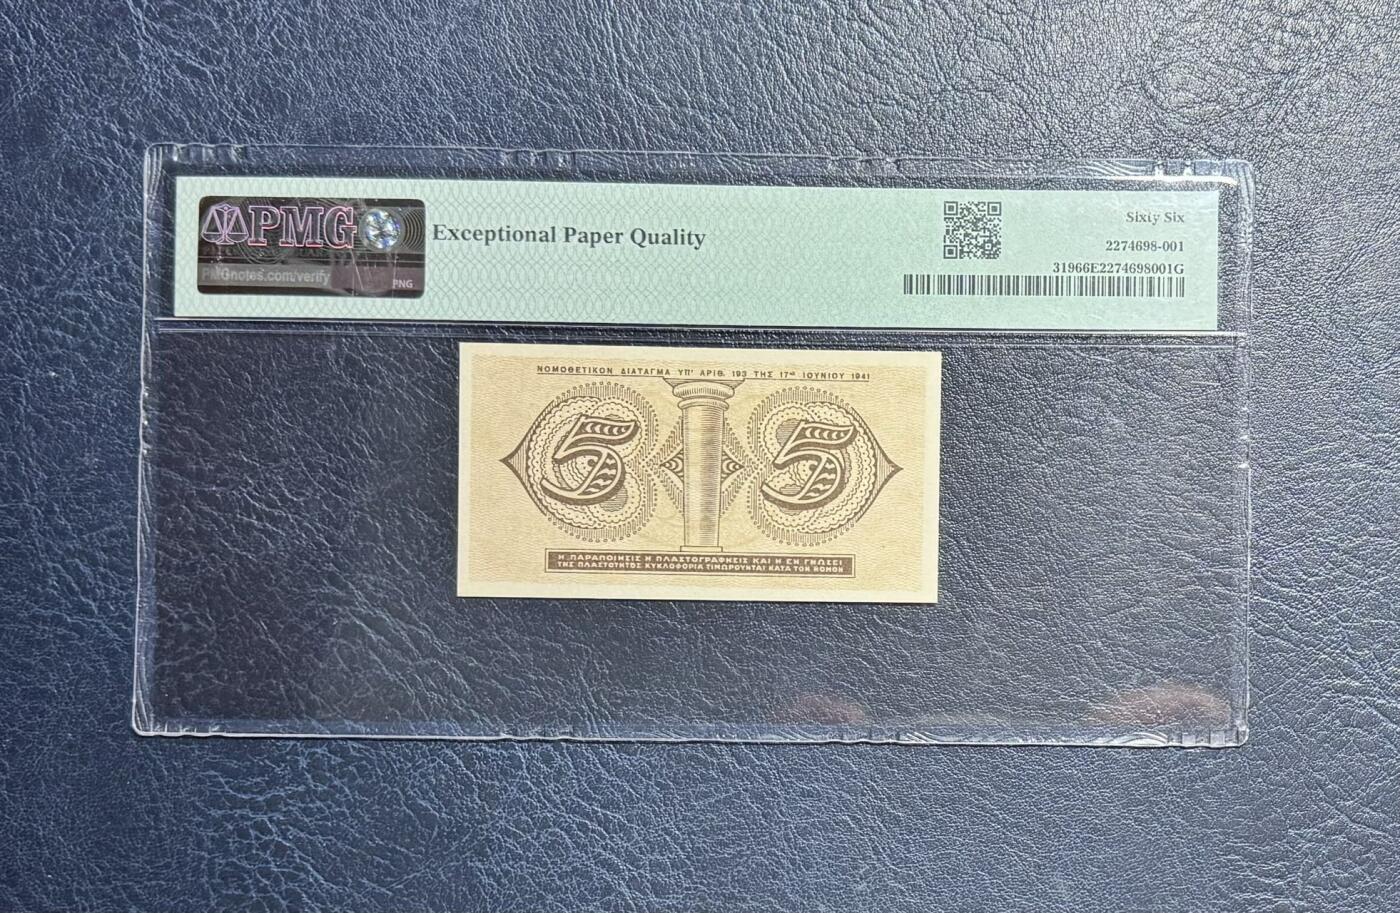 PMG
PMGnotes.com/verify
PNG
Exceptional Paper Quality
Sixty Six
2274698-001
31966E2274698001G
ΝΟΜΟΘΕΤΙΚΟΝ ΔΙΑΤΑΓΜΑ ΥΠ' ΑΡΙΘ. 193 ΤΗΣ 17ης ΙΟΥΝΙΟΥ 1941
5 5
Η ΠΑΡΑΠΟΙΗΣΙΣ Η ΠΛΑΣΤΟΓΡΑΦΗΣΙΣ ΚΑΙ Η ΕΝ ΓΝΩΣΕΙ
ΤΗΣ ΠΛΑΣΤΟΤΗΤΟΣ ΚΥΚΛΟΦΟΡΙΑ ΤΙΜΩΡΟΥΝΤΑΙ ΚΑΤΑ ΤΟΝ ΝΟΜΟΝ